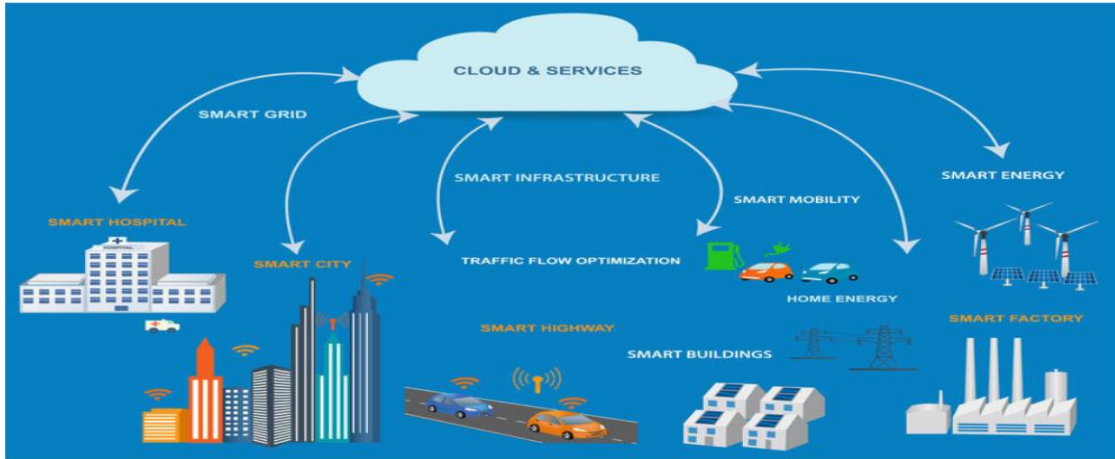 CLOUD & SERVICES
SMART GRID
SMART INFRASTRUCTURE
SMART ENERGY
SMART MOBILITY
SMART HOSPITAL
HOSPITAL
SMART CITY
TRAFFIC FLOW OPTIMIZATION
HOME ENERGY
SMART FACTORY
SMART HIGHWAY
SMART BUILDINGS